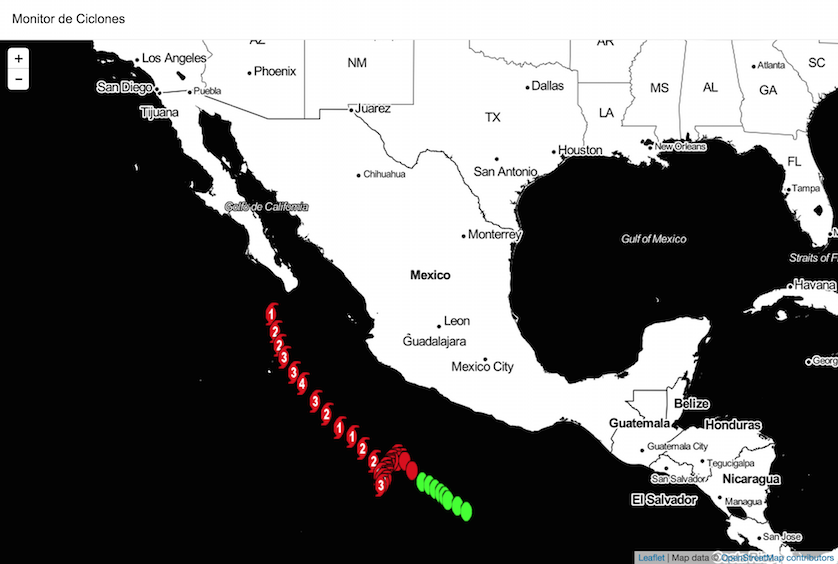 Monitor de Ciclones
+
−
AZ
AR
Los Angeles
NM
SC
Phoenix
Atlanta
San Diego
Puebla
Dallas
MS
AL
GA
Tijuana
Juarez
TX
LA
Houston
New Orleans
San Antonio
FL
Chihuahua
Tampa
Golfo de California
Monterrey
Gulf of Mexico
Straits of F
Mexico
Havana
1
Leon
2
Guadalajara
2
3
Mexico City
Georg
3
4
3
Belize
2
Guatemala
Honduras
1
1
2
Guatemala City
2
Tegucigalpa
3
San Salvador
Nicaragua
El Salvador
Managua
San Jose
Leaflet | Map data © OpenStreetMap contributors